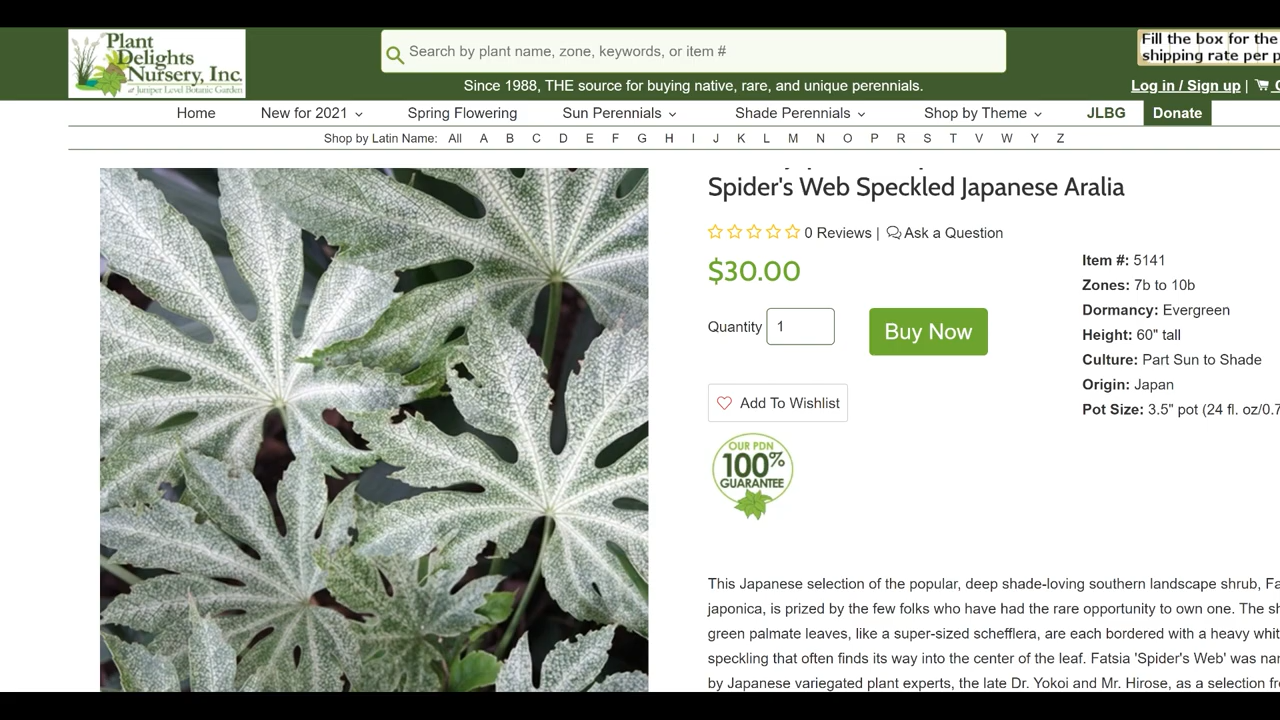 Plant
Delights
Nursery, Inc.
at Juniper Level Botanic Garden
Search by plant name, zone, keywords, or item #
Since 1988, THE source for buying native, rare, and unique perennials.
Fill the box for the
shipping rate per p
Log in / Sign up |
Home New for 2021 Spring Flowering Sun Perennials Shade Perennials Shop by Theme JLBG Donate
Shop by Latin Name: All A B C D E F G H I J K L M N O P R S T V W Y Z
Spider's Web Speckled Japanese Aralia
0 Reviews | Ask a Question
$30.00
Quantity 1 Buy Now
Add To Wishlist
OUR PDN
100%
GUARANTEE
Item #: 5141
Zones: 7b to 10b
Dormancy: Evergreen
Height: 60" tall
Culture: Part Sun to Shade
Origin: Japan
Pot Size: 3.5" pot (24 fl. oz/0.7
This Japanese selection of the popular, deep shade-loving southern landscape shrub, Fa
japonica, is prized by the few folks who have had the rare opportunity to own one. The sh
green palmate leaves, like a super-sized schefflera, are each bordered with a heavy whit
speckling that often finds its way into the center of the leaf. Fatsia 'Spider's Web' was nar
by Japanese variegated plant experts, the late Dr. Yokoi and Mr. Hirose, as a selection fr